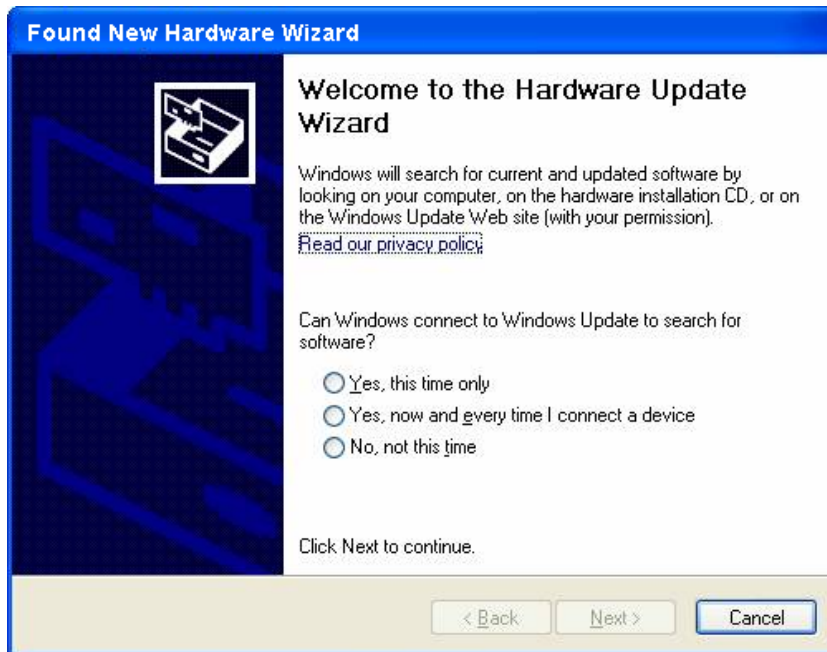 Found New Hardware Wizard
Welcome to the Hardware Update
Wizard
Windows will search for current and updated software by
looking on your computer, on the hardware installation CD, or on
the Windows Update Web site (with your permission).
Read our privacy policy
Can Windows connect to Windows Update to search for
software?
Yes, this time only
Yes, now and every time I connect a device
No, not this time
Click Next to continue.
< Back Next > Cancel